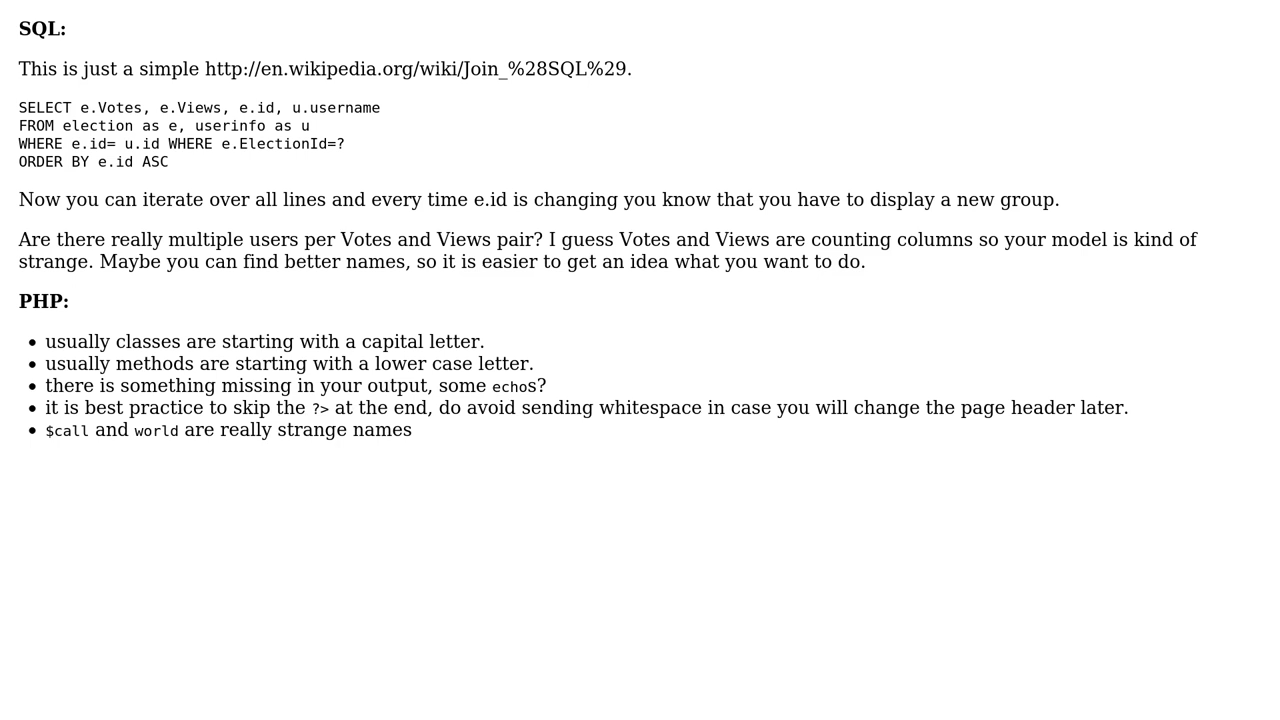 SQL:
This is just a simple http://en.wikipedia.org/wiki/Join_%28SQL%29.
SELECT e.Votes, e.Views, e.id, u.username
FROM election as e, userinfo as u
WHERE e.id= u.id WHERE e.ElectionId=?
ORDER BY e.id ASC
Now you can iterate over all lines and every time e.id is changing you know that you have to display a new group.
Are there really multiple users per Votes and Views pair? I guess Votes and Views are counting columns so your model is kind of
strange. Maybe you can find better names, so it is easier to get an idea what you want to do.
PHP:
• usually classes are starting with a capital letter.
• usually methods are starting with a lower case letter.
• there is something missing in your output, some echos?
• it is best practice to skip the ?> at the end, do avoid sending whitespace in case you will change the page header later.
• $call and world are really strange names